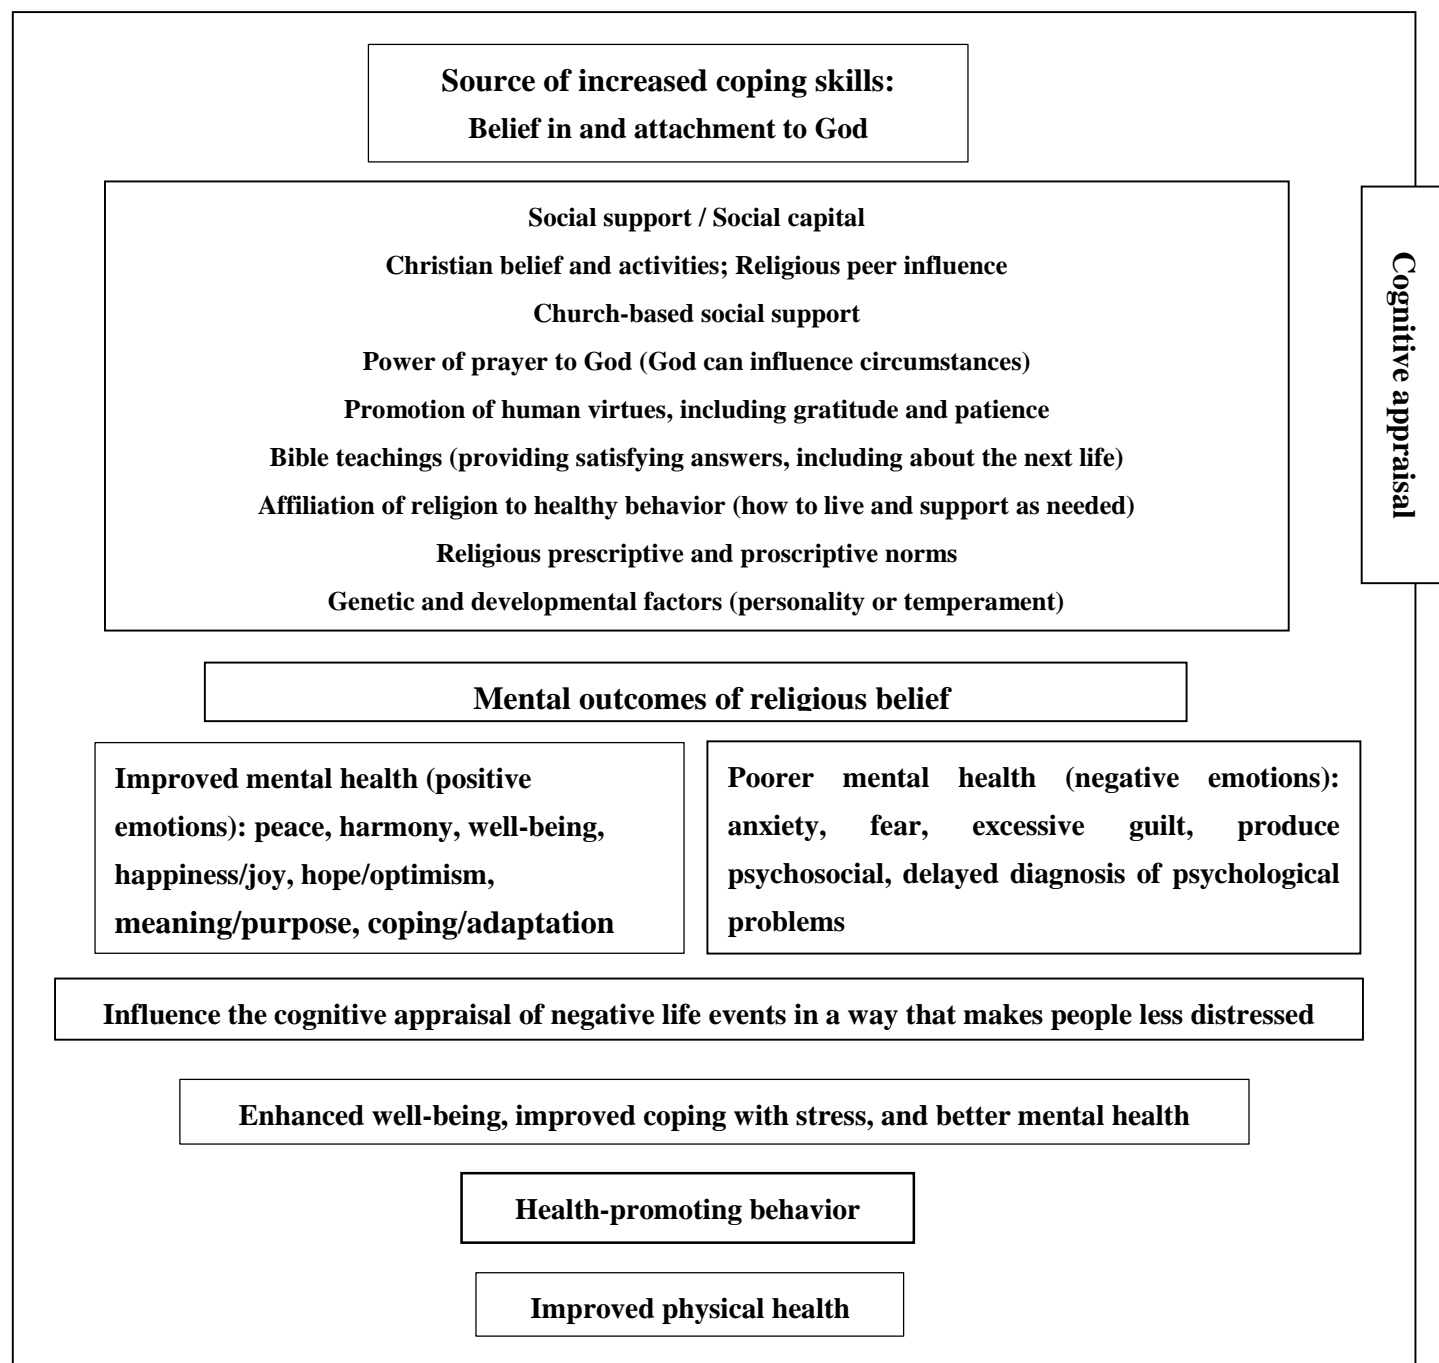 Source of increased coping skills:
Belief in and attachment to God
Social support / Social capital
Christian belief and activities; Religious peer influence
Church-based social support
Power of prayer to God (God can influence circumstances)
Promotion of human virtues, including gratitude and patience
Bible teachings (providing satisfying answers, including about the next life)
Affiliation of religion to healthy behavior (how to live and support as needed)
Religious prescriptive and proscriptive norms
Genetic and developmental factors (personality or temperament)
Cognitive appraisal
Mental outcomes of religious belief
Improved mental health (positive
emotions): peace, harmony, well-being,
happiness/joy, hope/optimism,
meaning/purpose, coping/adaptation
Poorer mental health (negative emotions):
anxiety, fear, excessive guilt, produce
psychosocial, delayed diagnosis of psychological
problems
Influence the cognitive appraisal of negative life events in a way that makes people less distressed
Enhanced well-being, improved coping with stress, and better mental health
Health-promoting behavior
Improved physical health